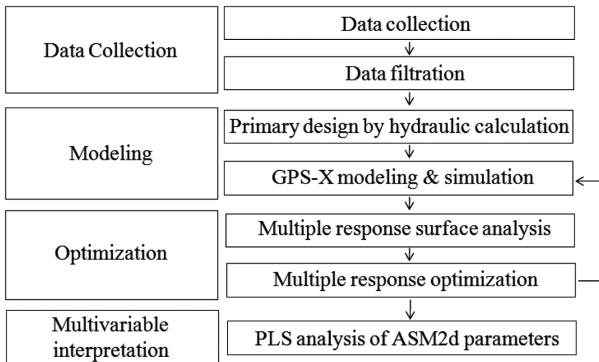 Data Collection
Data collection
Data filtration
Modeling
Primary design by hydraulic calculation
GPS-X modeling & simulation
Optimization
Multiple response surface analysis
Multiple response optimization
Multivariable
interpretation
PLS analysis of ASM2d parameters